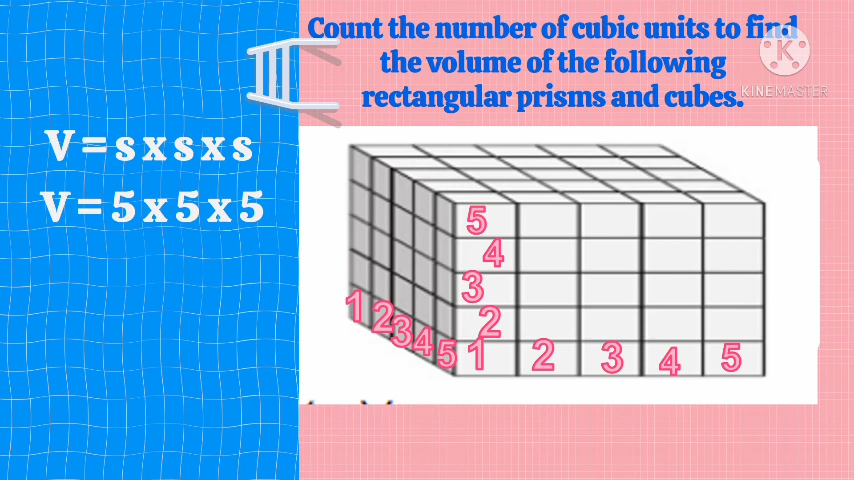 Count the number of cubic units to find
the volume of the following
rectangular prisms and cubes.
KINEMASTER
K
V = s x s x s
V = 5 x 5 x 5
5
4
3
2
1 2 3 4 5
1 2 3 4 5